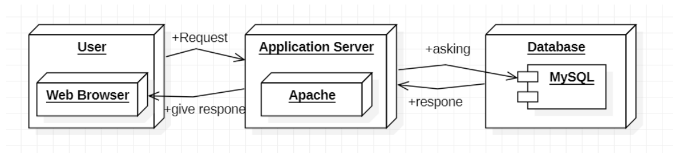 User
Web Browser
+Request
+give respone
Application Server
Apache
+asking
+respone
Database
MySQL